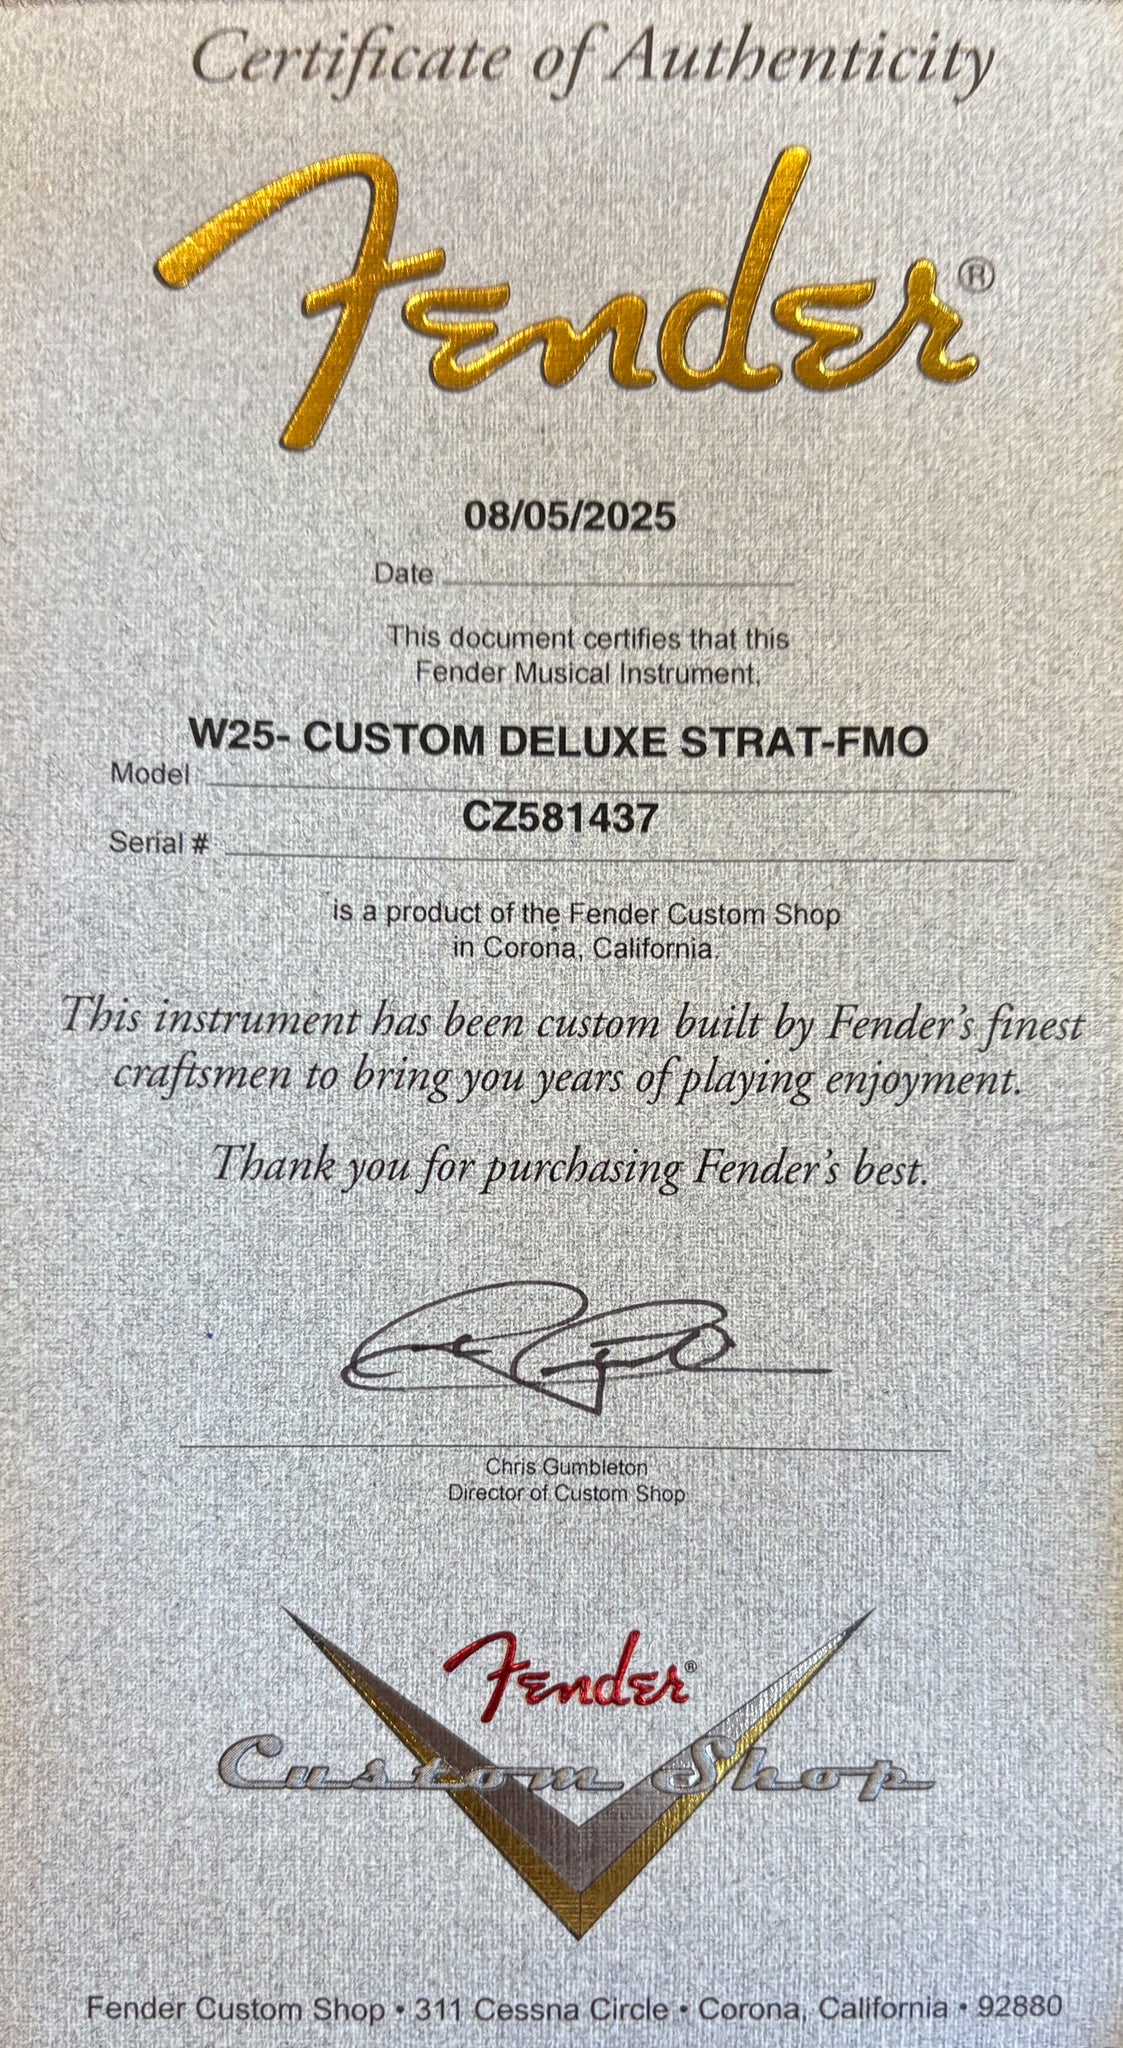 Certificate of Authenticity
Fender®
08/05/2025
Date
This document certifies that this
Fender Musical Instrument,
W25- CUSTOM DELUXE STRAT-FMO
Model
CZ581437
Serial #
is a product of the Fender Custom Shop
in Corona, California.
This instrument has been custom built by Fender's finest
craftsmen to bring you years of playing enjoyment.
Thank you for purchasing Fender's best.
Chris Gumbleton
Director of Custom Shop
Fender®
Custom Shop
Fender Custom Shop • 311 Cessna Circle • Corona, California • 92880